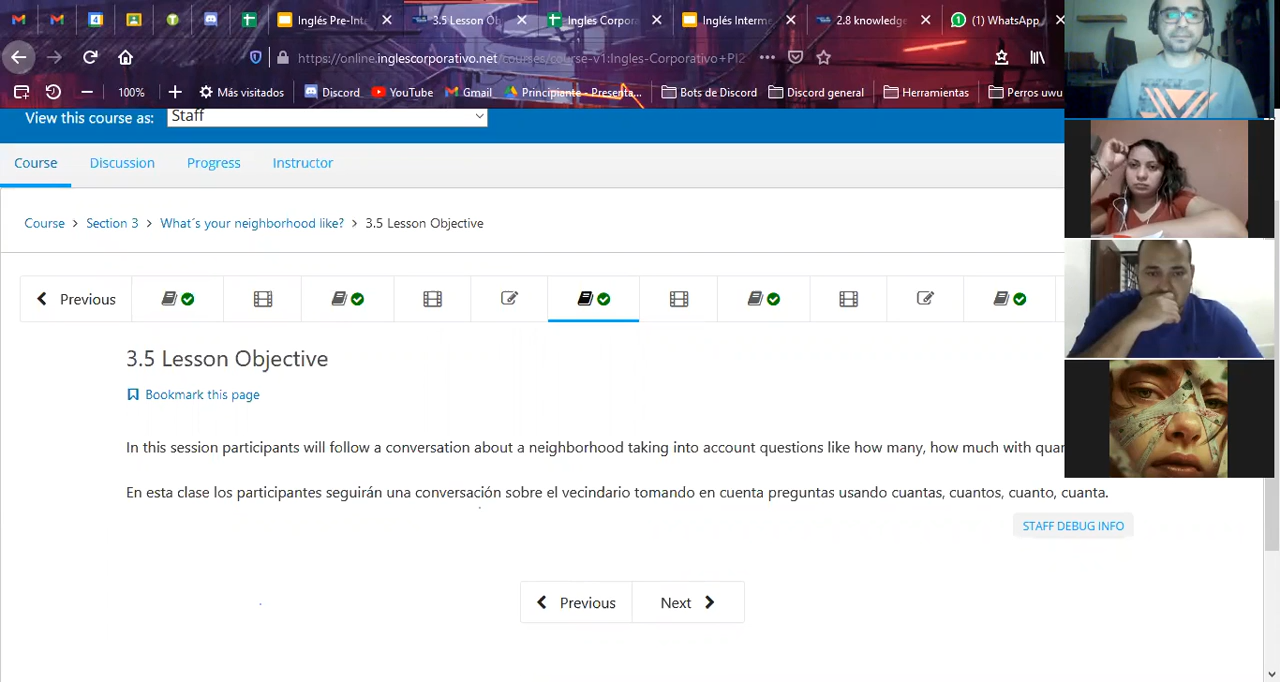 Inglés Pre-Int
3.5 Lesson Ob
Ingles Corpora
Inglés Interme
2.8 knowledge
(1) WhatsApp
https://online.inglescorporativo.net/courses/course-v1:Ingles-Corporativo+PI2
100%
Más visitados
Discord
YouTube
Gmail
Principiante - Presenta...
Bots de Discord
Discord general
Herramientas
Perros uwu
View this course as:
Staff
Course
Discussion
Progress
Instructor
Course > Section 3 > What´s your neighborhood like? > 3.5 Lesson Objective
Previous
3.5 Lesson Objective
Bookmark this page
In this session participants will follow a conversation about a neighborhood taking into account questions like how many, how much with quan
En esta clase los participantes seguirán una conversación sobre el vecindario tomando en cuenta preguntas usando cuantas, cuantos, cuanto, cuanta.
STAFF DEBUG INFO
Previous
Next